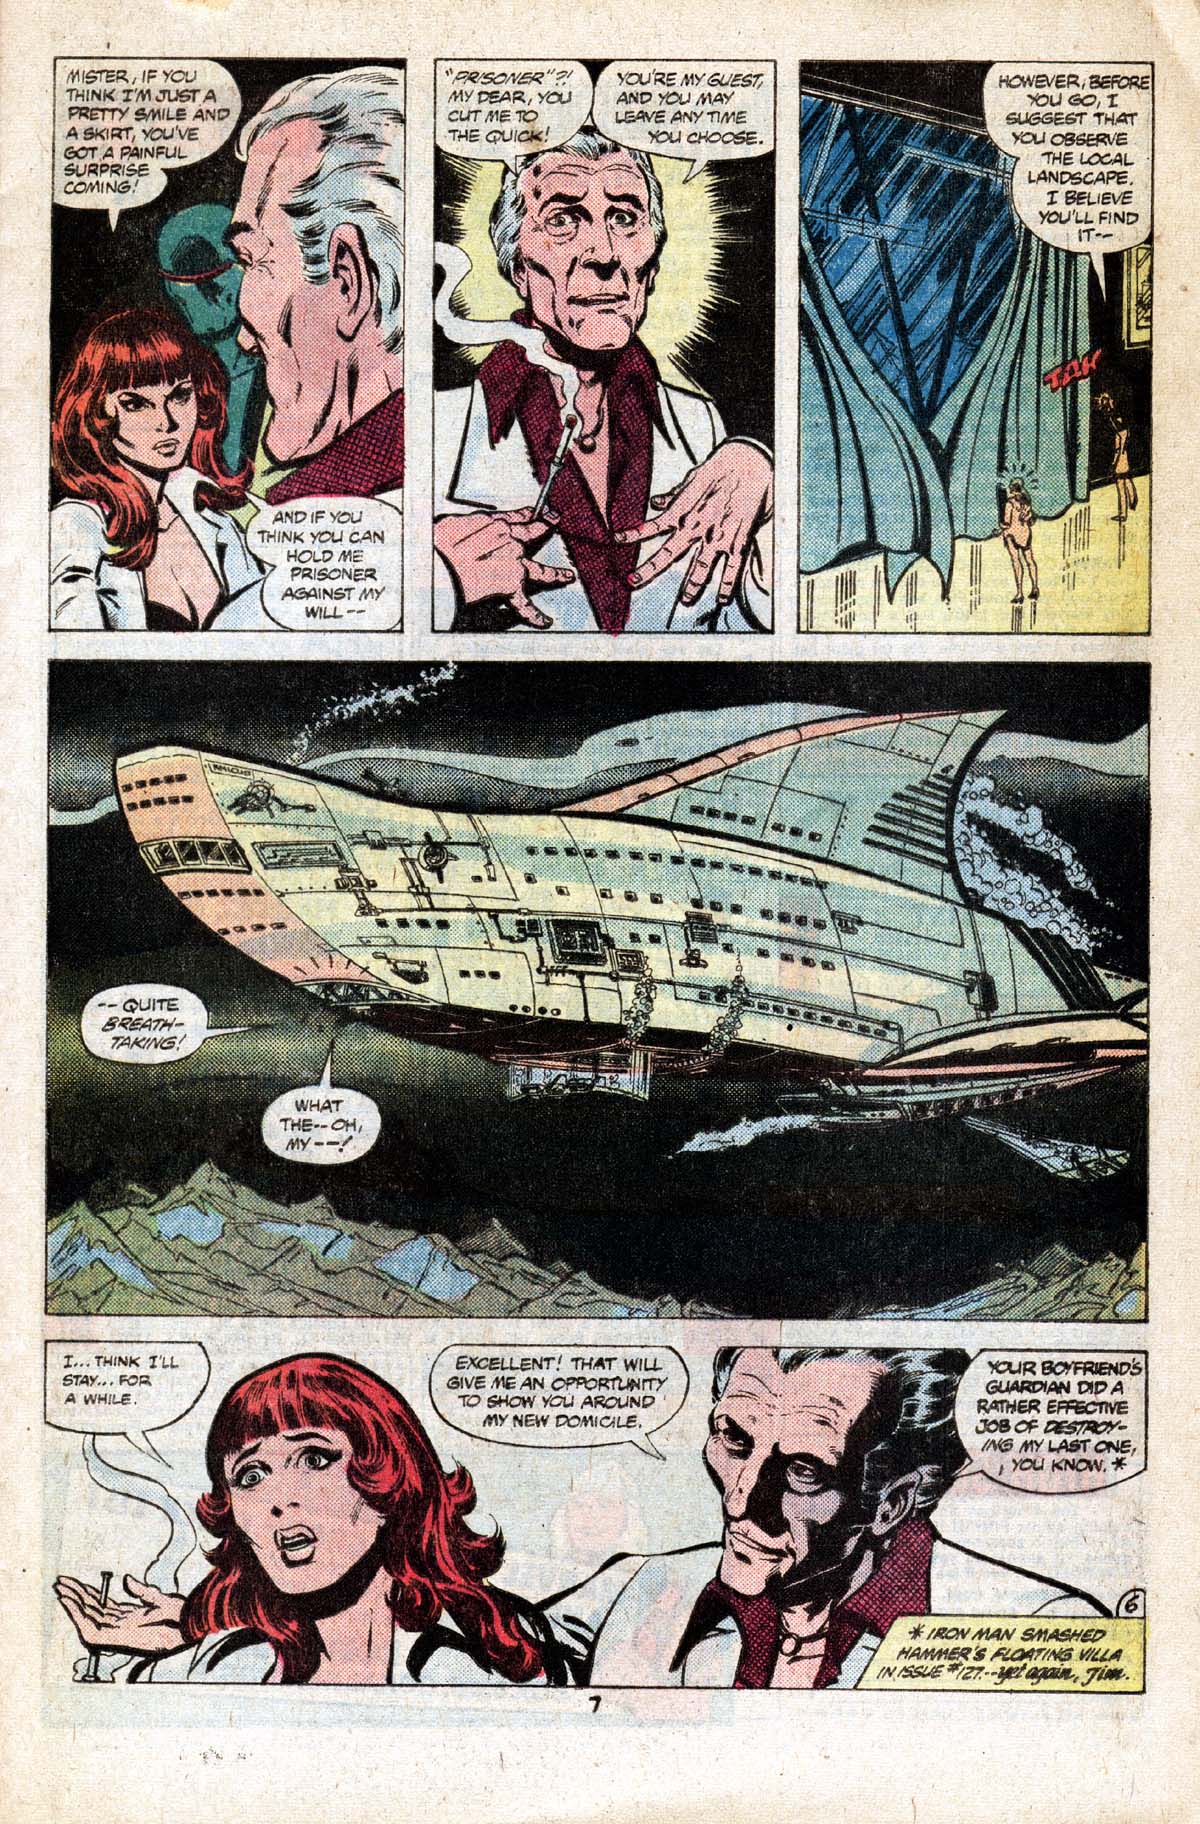 MISTER, IF YOU
THINK I'M JUST A
PRETTY SMILE AND
A SKIRT, YOU'VE
GOT A PAINFUL
SURPRISE
COMING!
AND IF YOU
THINK YOU CAN
HOLD ME
PRISONER
AGAINST MY
WILL--
"PRISONER"?!
MY DEAR, YOU
CUT ME TO
THE QUICK!
YOU'RE MY GUEST,
AND YOU MAY
LEAVE ANY TIME
YOU CHOOSE.
HOWEVER, BEFORE
YOU GO, I
SUGGEST THAT
YOU OBSERVE
THE LOCAL
LANDSCAPE.
I BELIEVE
YOU'LL FIND
IT--
TAK
-- QUITE
BREATH-
TAKING!
WHAT
THE--OH,
MY--!
I... THINK I'LL
STAY... FOR
A WHILE.
EXCELLENT! THAT WILL
GIVE ME AN OPPORTUNITY
TO SHOW YOU AROUND
MY NEW DOMICILE.
YOUR BOYFRIEND'S
GUARDIAN DID A
RATHER EFFECTIVE
JOB OF DESTROY-
ING MY LAST ONE,
YOU KNOW.*
6
* IRON MAN SMASHED
HAMMER'S FLOATING VILLA
IN ISSUE #127.--yet again, Jim.
7